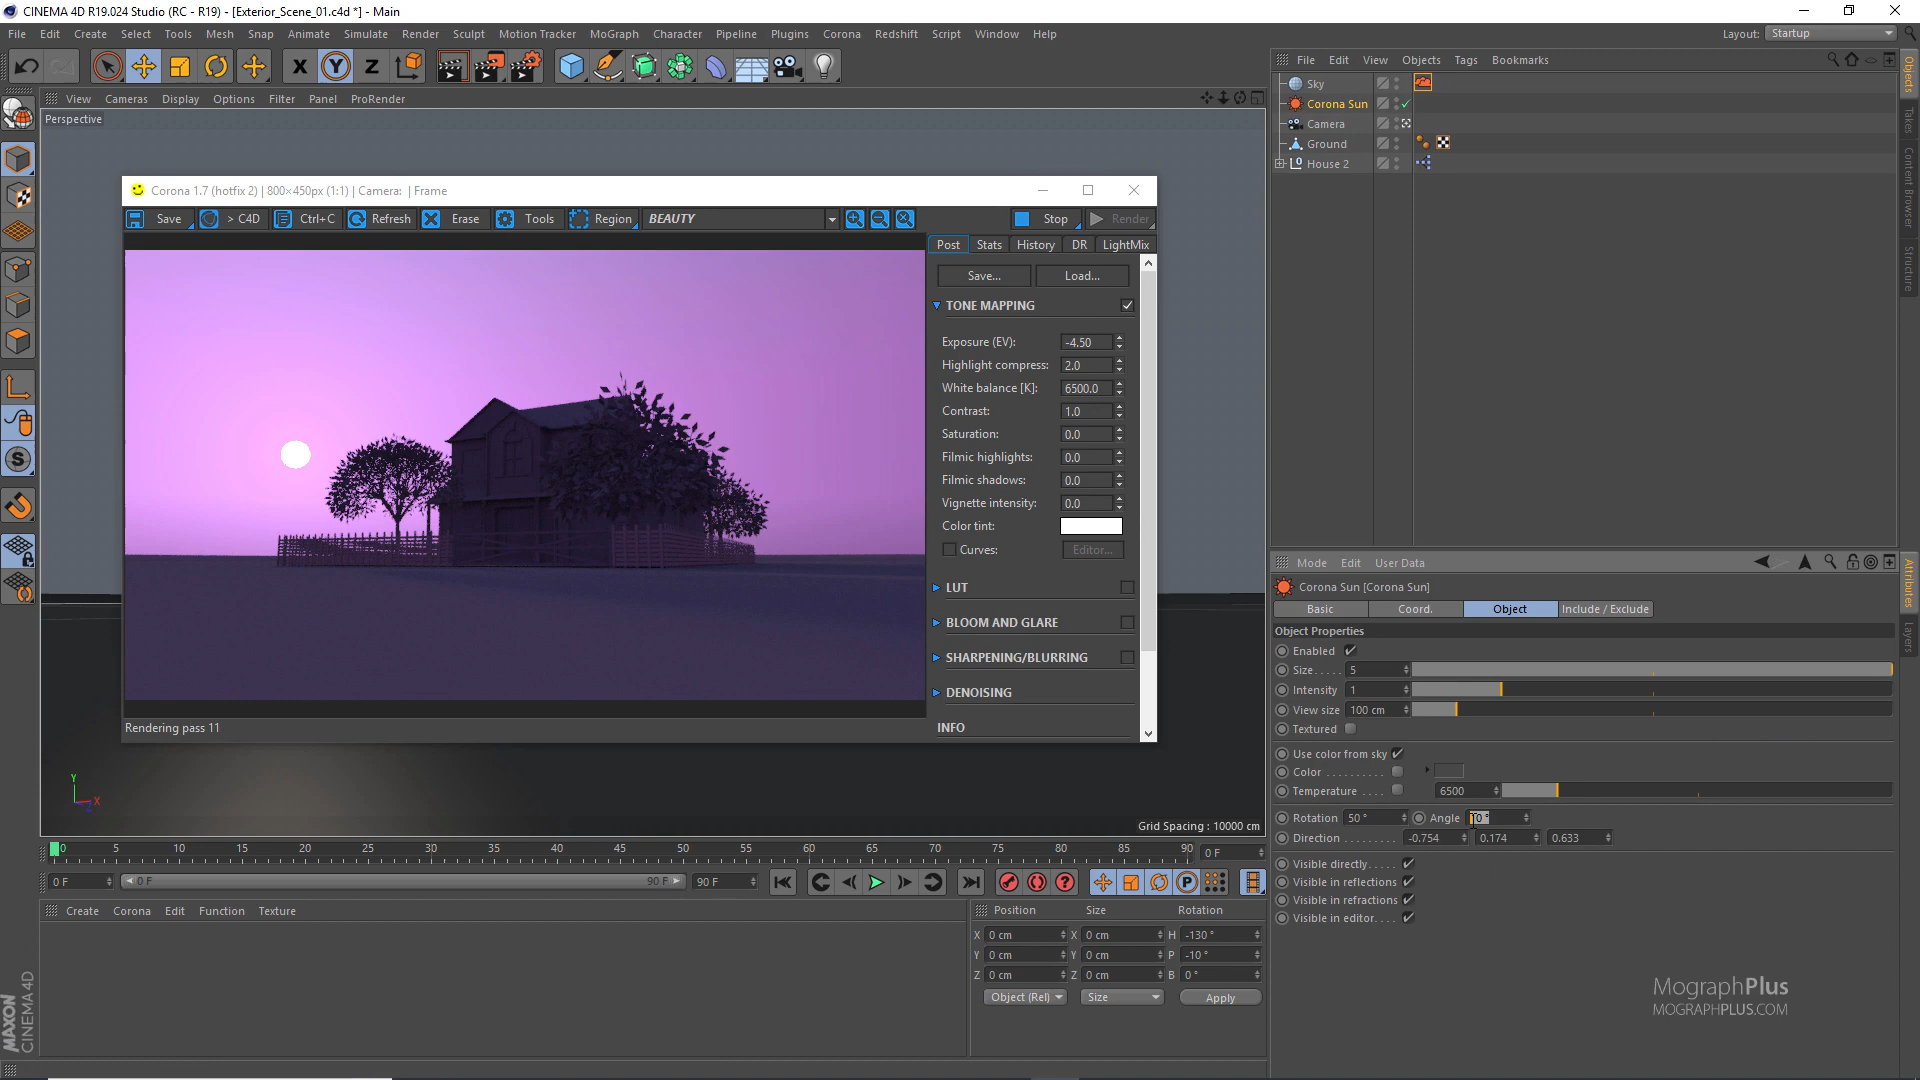 CINEMA 4D R19.024 Studio (RC - R19) - [Exterior_Scene_01.c4d *] - Main
File Edit Create Select Tools Mesh Snap Animate Simulate Render Sculpt Motion Tracker MoGraph Character Pipeline Plugins Corona Redshift Script Window Help
Layout: Startup
X Y Z
File Edit View Objects Tags Bookmarks
Sky
Corona Sun
Camera
Ground
House 2
Objects
Takes
Content Browser
Structure
View Cameras Display Options Filter Panel ProRender
Perspective
Corona 1.7 (hotfix 2) | 800×450px (1:1) | Camera: | Frame
Save > C4D Ctrl+C Refresh Erase Tools Region BEAUTY Stop Render
Post Stats History DR LightMix
Save... Load...
TONE MAPPING
Exposure (EV): -4.50
Highlight compress: 2.0
White balance [K]: 6500.0
Contrast: 1.0
Saturation: 0.0
Filmic highlights: 0.0
Filmic shadows: 0.0
Vignette intensity: 0.0
Color tint:
Curves: Editor...
LUT
BLOOM AND GLARE
SHARPENING/BLURRING
DENOISING
INFO
Rendering pass 11
Y
X
Z
Grid Spacing : 10000 cm
Mode Edit User Data
Corona Sun [Corona Sun]
Basic Coord. Object Include / Exclude
Object Properties
Enabled
Size..... 5
Intensity 1
View size 100 cm
Textured
Use color from sky
Color ..........
Temperature .... 6500
Rotation 50 ° Angle
Direction .......... -0.754 0.174 0.633
Visible directly.....
Visible in reflections
Visible in refractions
Visible in editor....
Attributes
Layers
0 5 10 15 20 25 30 35 40 45 50 55 60 65 70 75 80 85 90 0 F
0 F 0 F 90 F 90 F
Create Corona Edit Function Texture
Position Size Rotation
X 0 cm X 0 cm H -130 °
Y 0 cm Y 0 cm P -10 °
Z 0 cm Z 0 cm B 0 °
Object (Rel) Size Apply
MAXON
CINEMA 4D
MographPlus
MOGRAPHPLUS.COM